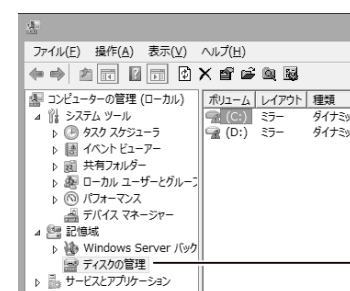 ファイル(F) 操作(A) 表示(V) ヘルプ(H)
コンピューターの管理 (ローカル)
システム ツール
タスク スケジューラ
イベント ビューアー
共有フォルダー
ローカル ユーザーとグルー
パフォーマンス
デバイス マネージャー
記憶域
Windows Server バック
ディスクの管理
サービスとアプリケーション
ボリューム レイアウト 種類
(C:) ミラー ダイナミッ
(D:) ミラー ダイナミッ